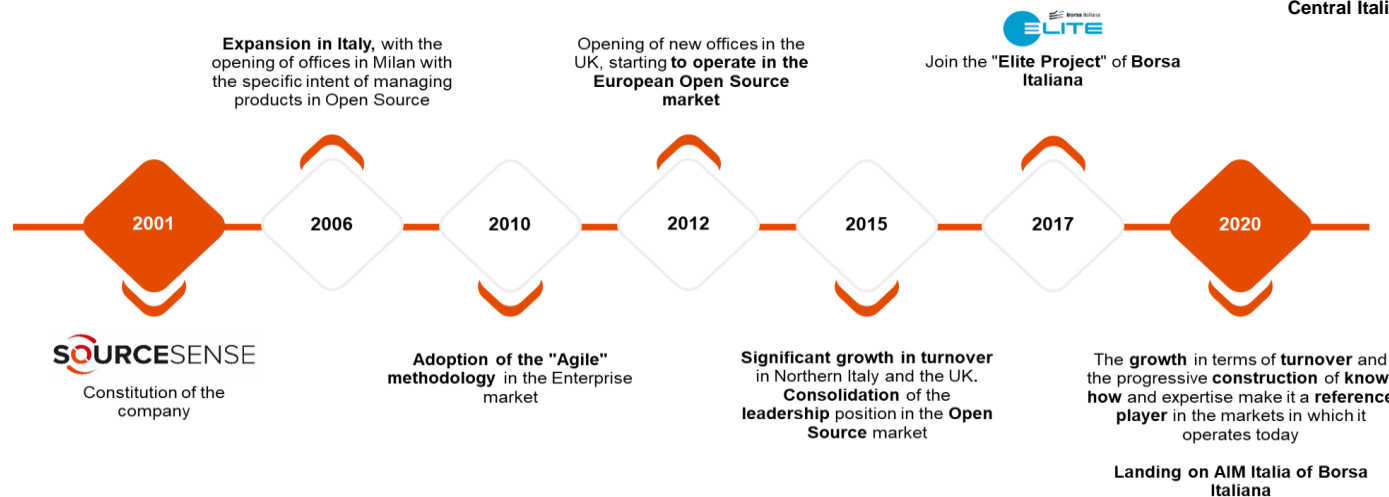 Central Itali
Borsa Italiana
ELITE
Expansion in Italy, with the
opening of offices in Milan with
the specific intent of managing
products in Open Source
Opening of new offices in the
UK, starting to operate in the
European Open Source
market
Join the "Elite Project" of Borsa
Italiana
2001
2006
2010
2012
2015
2017
2020
SOURCESENSE
Constitution of the
company
Adoption of the "Agile"
methodology in the Enterprise
market
Significant growth in turnover
in Northern Italy and the UK.
Consolidation of the
leadership position in the Open
Source market
The growth in terms of turnover and
the progressive construction of know
how and expertise make it a reference
player in the markets in which it
operates today
Landing on AIM Italia of Borsa
Italiana